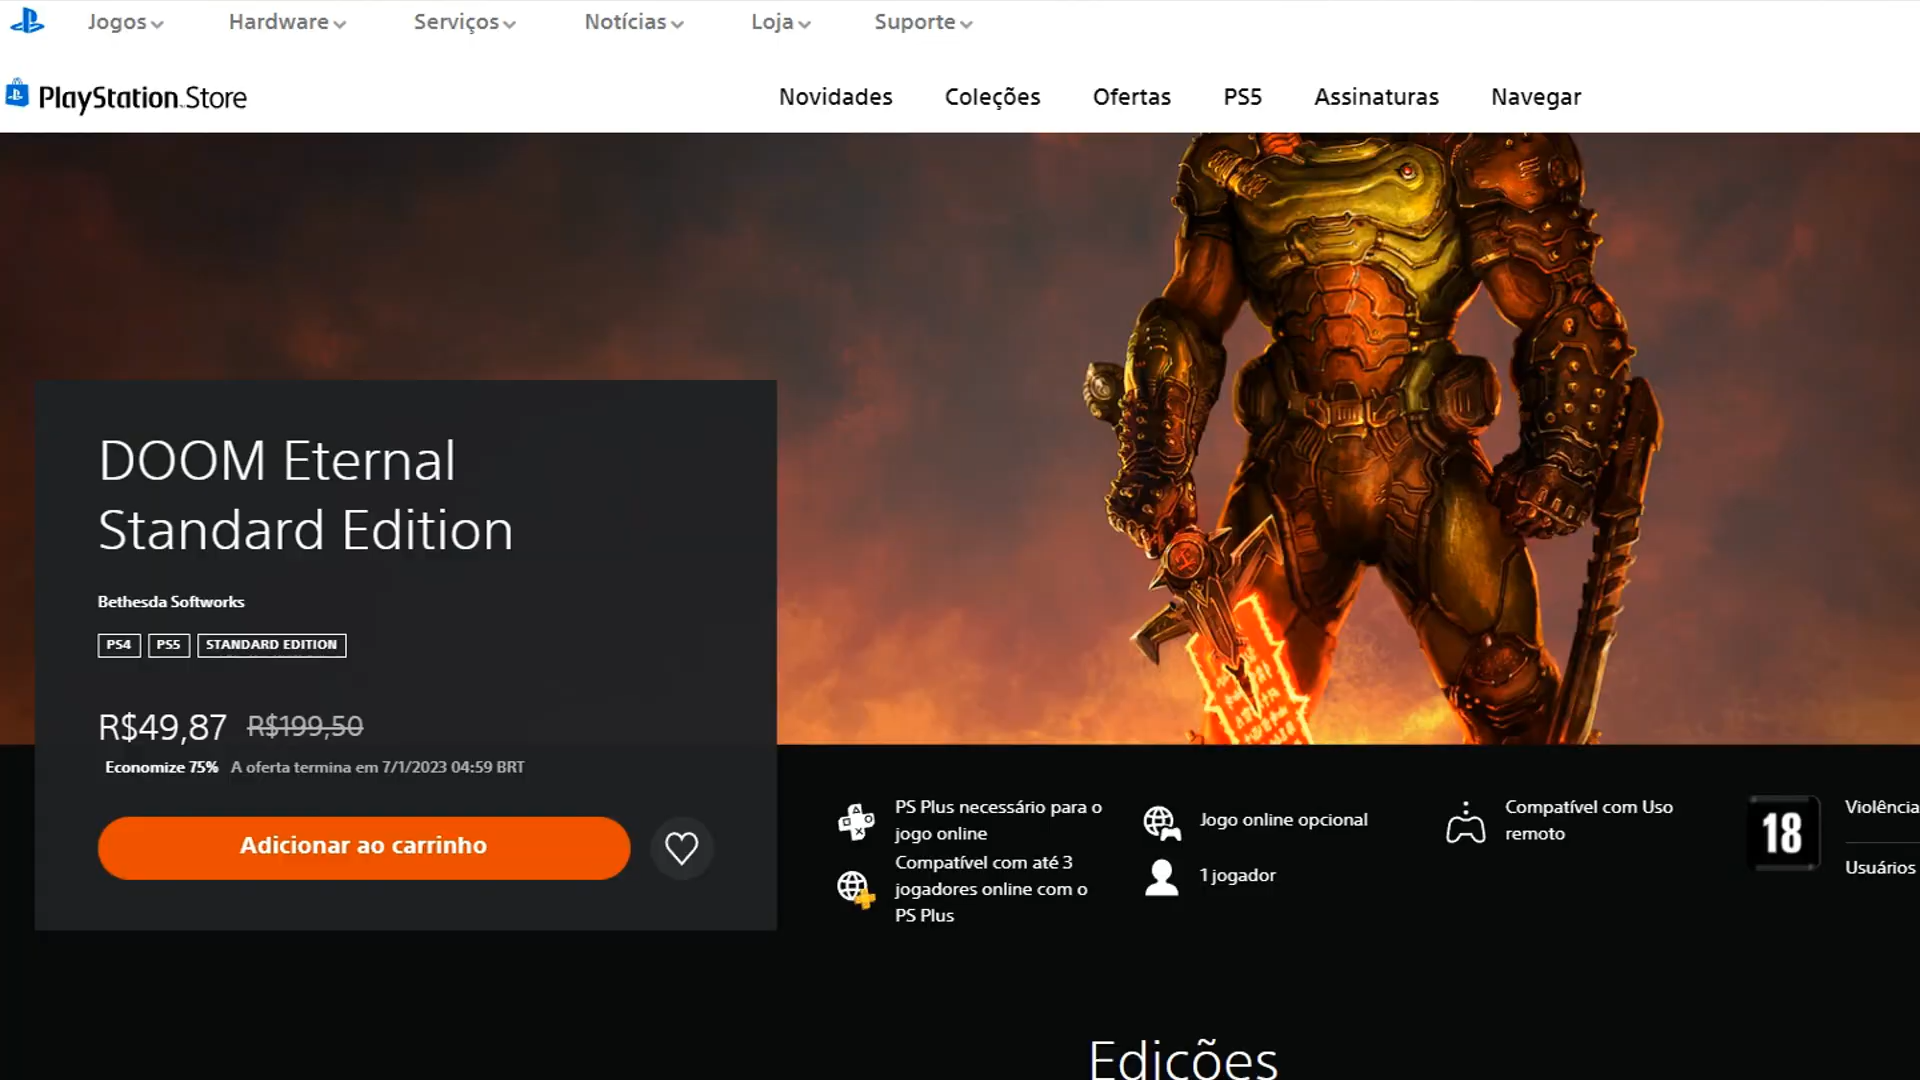 Jogos
Hardware
Serviços
Notícias
Loja
Suporte
PlayStation Store
Novidades
Coleções
Ofertas
PS5
Assinaturas
Navegar
DOOM Eternal
Standard Edition
Bethesda Softworks
PS4
PS5
STANDARD EDITION
R$49,87 R$199,50
Economize 75% A oferta termina em 7/1/2023 04:59 BRT
Adicionar ao carrinho
PS Plus necessário para o
jogo online
Compatível com até 3
jogadores online com o
PS Plus
Jogo online opcional
1 jogador
Compatível com Uso
remoto
18
Violência
Usuários
Edições